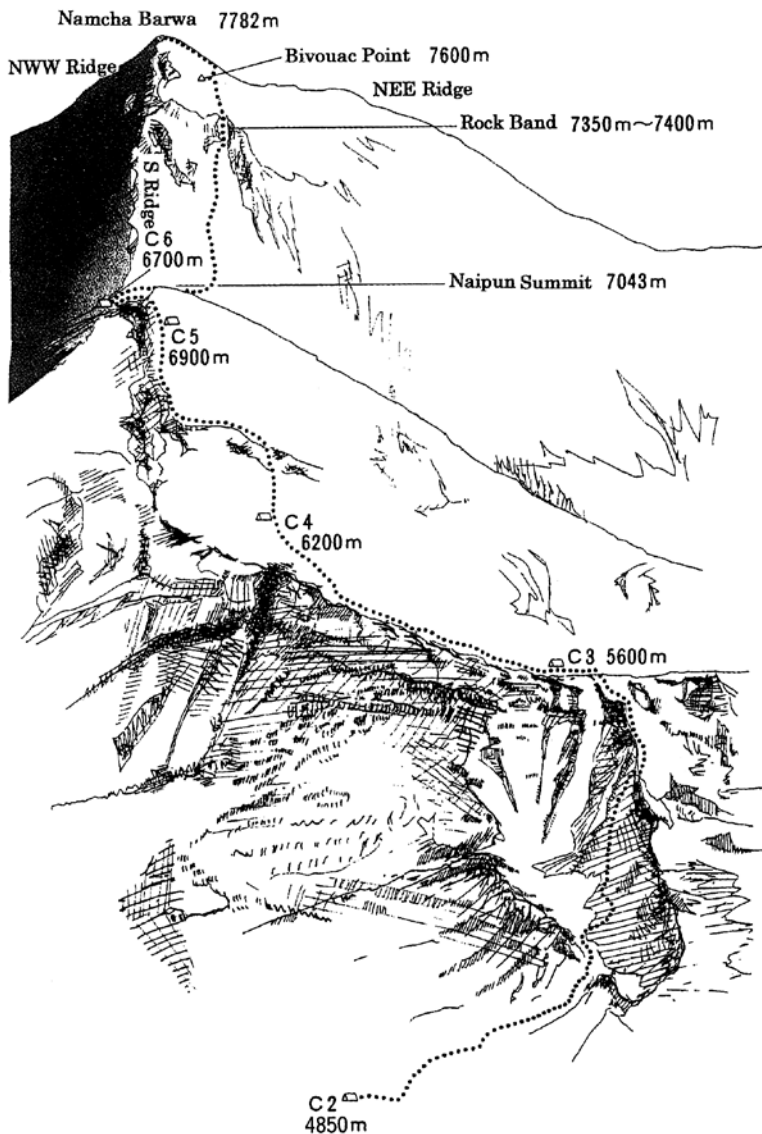 Namcha Barwa 7782m
Bivouac Point 7600m
NWW Ridge
NEE Ridge
Rock Band 7350m～7400m
S Ridge
C6
6700m
Naipun Summit 7043m
C5
6900m
C4
6200m
C3 5600m
C2
4850m